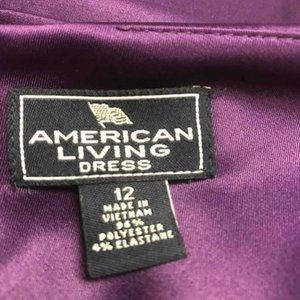 AMERICAN
LIVING
DRESS
12
MADE IN
VIETNAM
96%
POLYESTER
4% ELASTANE